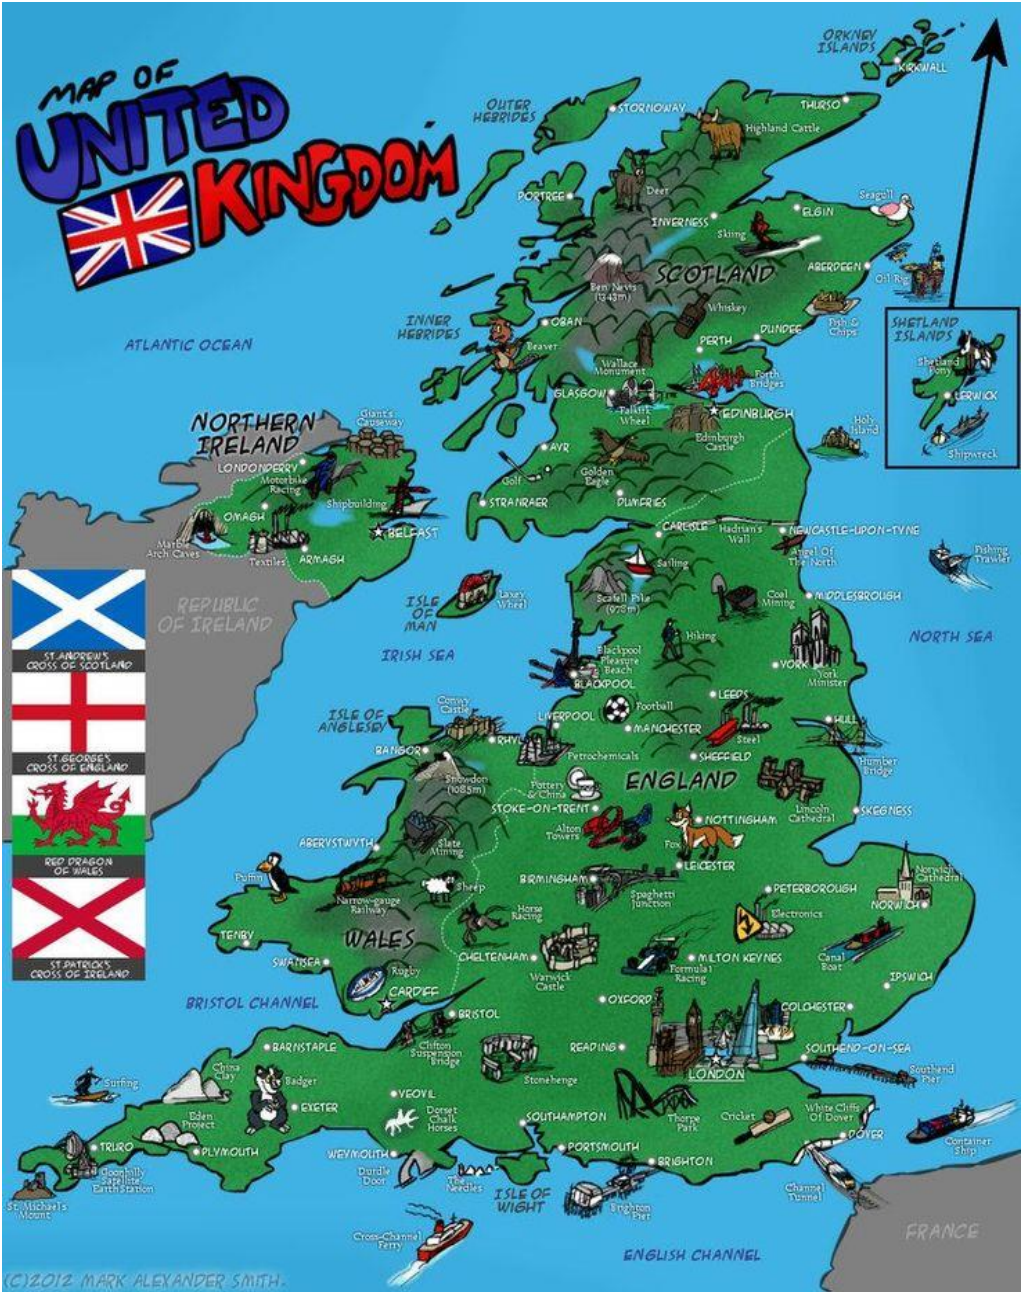 MAP OF
UNITED
KINGDOM
ORKNEY
ISLANDS
KIRKWALL
OUTER
HEBRIDES
STORNOWAY
THURSO
Highland Cattle
Deer
PORTREE
INVERNESS
ELGIN
Seagull
Skiing
SCOTLAND
ABERDEEN
Oil Rig
Ben Nevis
(1343m)
Whiskey
Fish &
Chips
INNER
HEBRIDES
OBAN
Beaver
DUNDEE
PERTH
SHETLAND
ISLANDS
Shetland
Pony
LERWICK
Shipwreck
ATLANTIC OCEAN
Wallace
Monument
Forth
Bridges
GLASGOW
Falkirk
Wheel
EDINBURGH
Edinburgh
Castle
Holy
Island
NORTHERN
IRELAND
Giant's
Causeway
LONDONDERRY
Motorbike
Racing
Shipbuilding
OMAGH
BELFAST
Marble
Arch Caves
Textiles
ARMAGH
AYR
Golf
Golden
Eagle
STRANRAER
DUMFRIES
CARLISLE
Hadrian's
Wall
NEWCASTLE-UPON-TYNE
Angel Of
The North
Fishing
Trawler
Sailing
Scafell Pike
(978m)
Coal
Mining
MIDDLESBROUGH
ISLE
OF
MAN
Laxey
Wheel
REPUBLIC
OF IRELAND
IRISH SEA
NORTH SEA
Hiking
Blackpool
Pleasure
Beach
BLACKPOOL
YORK
York
Minister
LEEDS
Football
MANCHESTER
Steel
HULL
Humber
Bridge
SHEFFIELD
ST.ANDREW'S
CROSS OF SCOTLAND
ST.GEORGE'S
CROSS OF ENGLAND
RED DRAGON
OF WALES
ST.PATRICK'S
CROSS OF IRELAND
ISLE OF
ANGLESEY
Conwy
Castle
BANGOR
RHYL
LIVERPOOL
Petrochemicals
Snowdon
(1085m)
ENGLAND
Pottery
& China
STOKE-ON-TRENT
Alton
Towers
Lincoln
Cathedral
SKEGNESS
NOTTINGHAM
Fox
LEICESTER
ABERYSTWYTH
Slate
Mining
Puffin
Narrow-gauge
Railway
Sheep
BIRMINGHAM
Spaghetti
Junction
PETERBOROUGH
Norwich
Cathedral
NORWICH
Electronics
Horse
Racing
WALES
TENBY
SWANSEA
Rugby
CARDIFF
CHELTENHAM
Warwick
Castle
Formula1
Racing
MILTON KEYNES
Canal
Boat
IPSWICH
COLCHESTER
OXFORD
BRISTOL CHANNEL
BRISTOL
Clifton
Suspension
Bridge
Stonehenge
READING
LONDON
SOUTHEND-ON-SEA
Southend
Pier
BARNSTAPLE
China
Clay
Badger
Surfing
Eden
Project
EXETER
YEOVIL
Dorset
Chalk
Horses
SOUTHAMPTON
Thorpe
Park
Cricket
White Cliffs
Of Dover
DOVER
Container
Ship
TRURO
Goonhilly
Satellite
Earth Station
PLYMOUTH
WEYMOUTH
Durdle
Door
The
Needles
PORTSMOUTH
BRIGHTON
St. Michael's
Mount
ISLE OF
WIGHT
Brighton
Pier
Channel
Tunnel
Cross-Channel
Ferry
FRANCE
ENGLISH CHANNEL
(C)2012 MARK ALEXANDER SMITH.